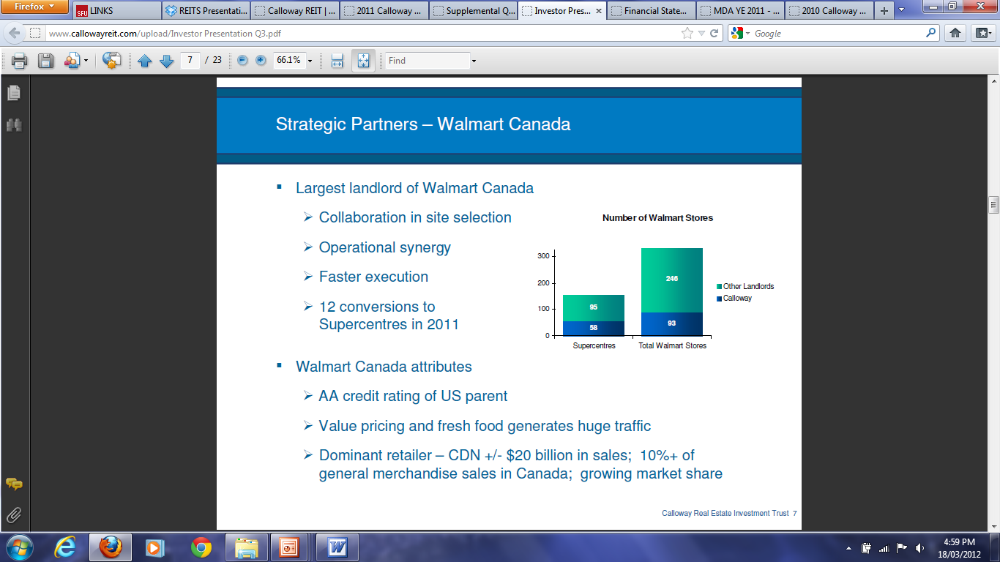 Firefox
LINKS
REITS Presentati...
Calloway REIT | ...
2011 Calloway ...
Supplemental Q...
Investor Pres...
Financial State...
MDA YE 2011 - ...
2010 Calloway ...
www.callowayreit.com/upload/Investor Presentation Q3.pdf
Google
7 / 23
66.1%
Find
Strategic Partners – Walmart Canada
Largest landlord of Walmart Canada
Collaboration in site selection
Operational synergy
Faster execution
12 conversions to
Supercentres in 2011
Number of Walmart Stores
300
200
100
0
95
58
246
93
Supercentres
Total Walmart Stores
Other Landlords
Calloway
Walmart Canada attributes
AA credit rating of US parent
Value pricing and fresh food generates huge traffic
Dominant retailer – CDN +/- $20 billion in sales; 10%+ of
general merchandise sales in Canada; growing market share
Calloway Real Estate Investment Trust 7
4:59 PM
18/03/2012